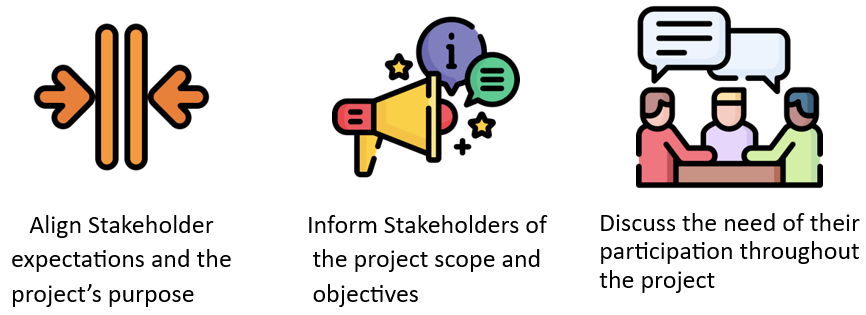 Align Stakeholder
expectations and the
project’s purpose
Inform Stakeholders of
the project scope and
objectives
Discuss the need of their
participation throughout
the project